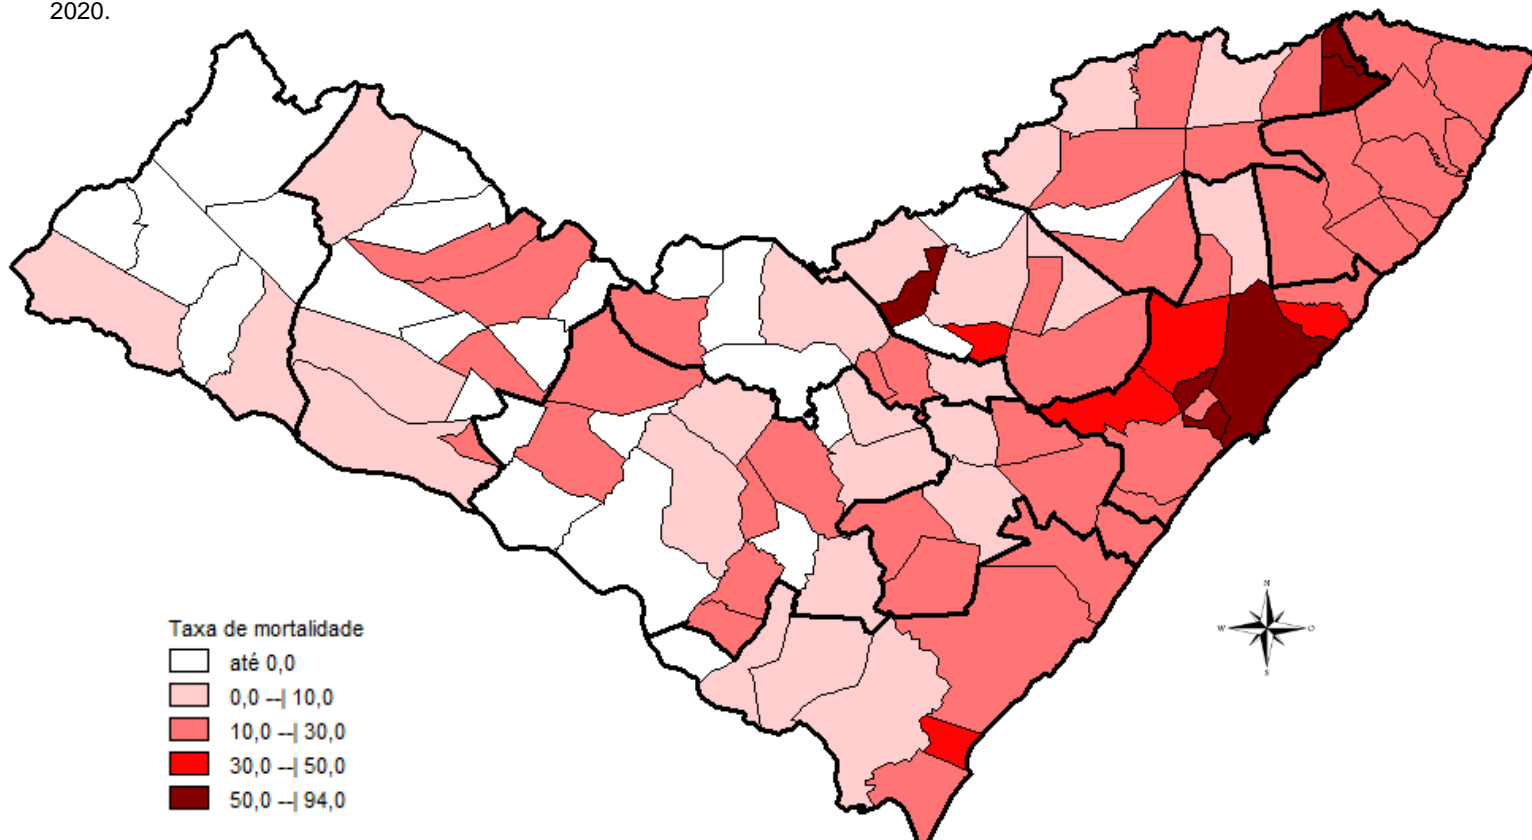 2020.
N
W
O
S
Taxa de mortalidade
até 0,0
0,0 --| 10,0
10,0 --| 30,0
30,0 --| 50,0
50,0 --| 94,0